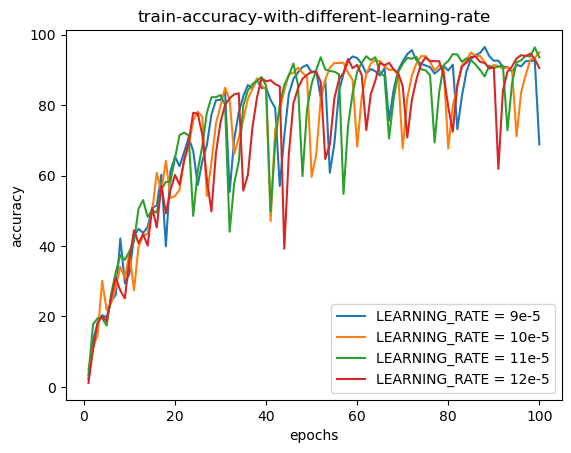 train-accuracy-with-different-learning-rate
100
80
60
40
20
0
accuracy
0 20 40 60 80 100
epochs
LEARNING_RATE = 9e-5
LEARNING_RATE = 10e-5
LEARNING_RATE = 11e-5
LEARNING_RATE = 12e-5